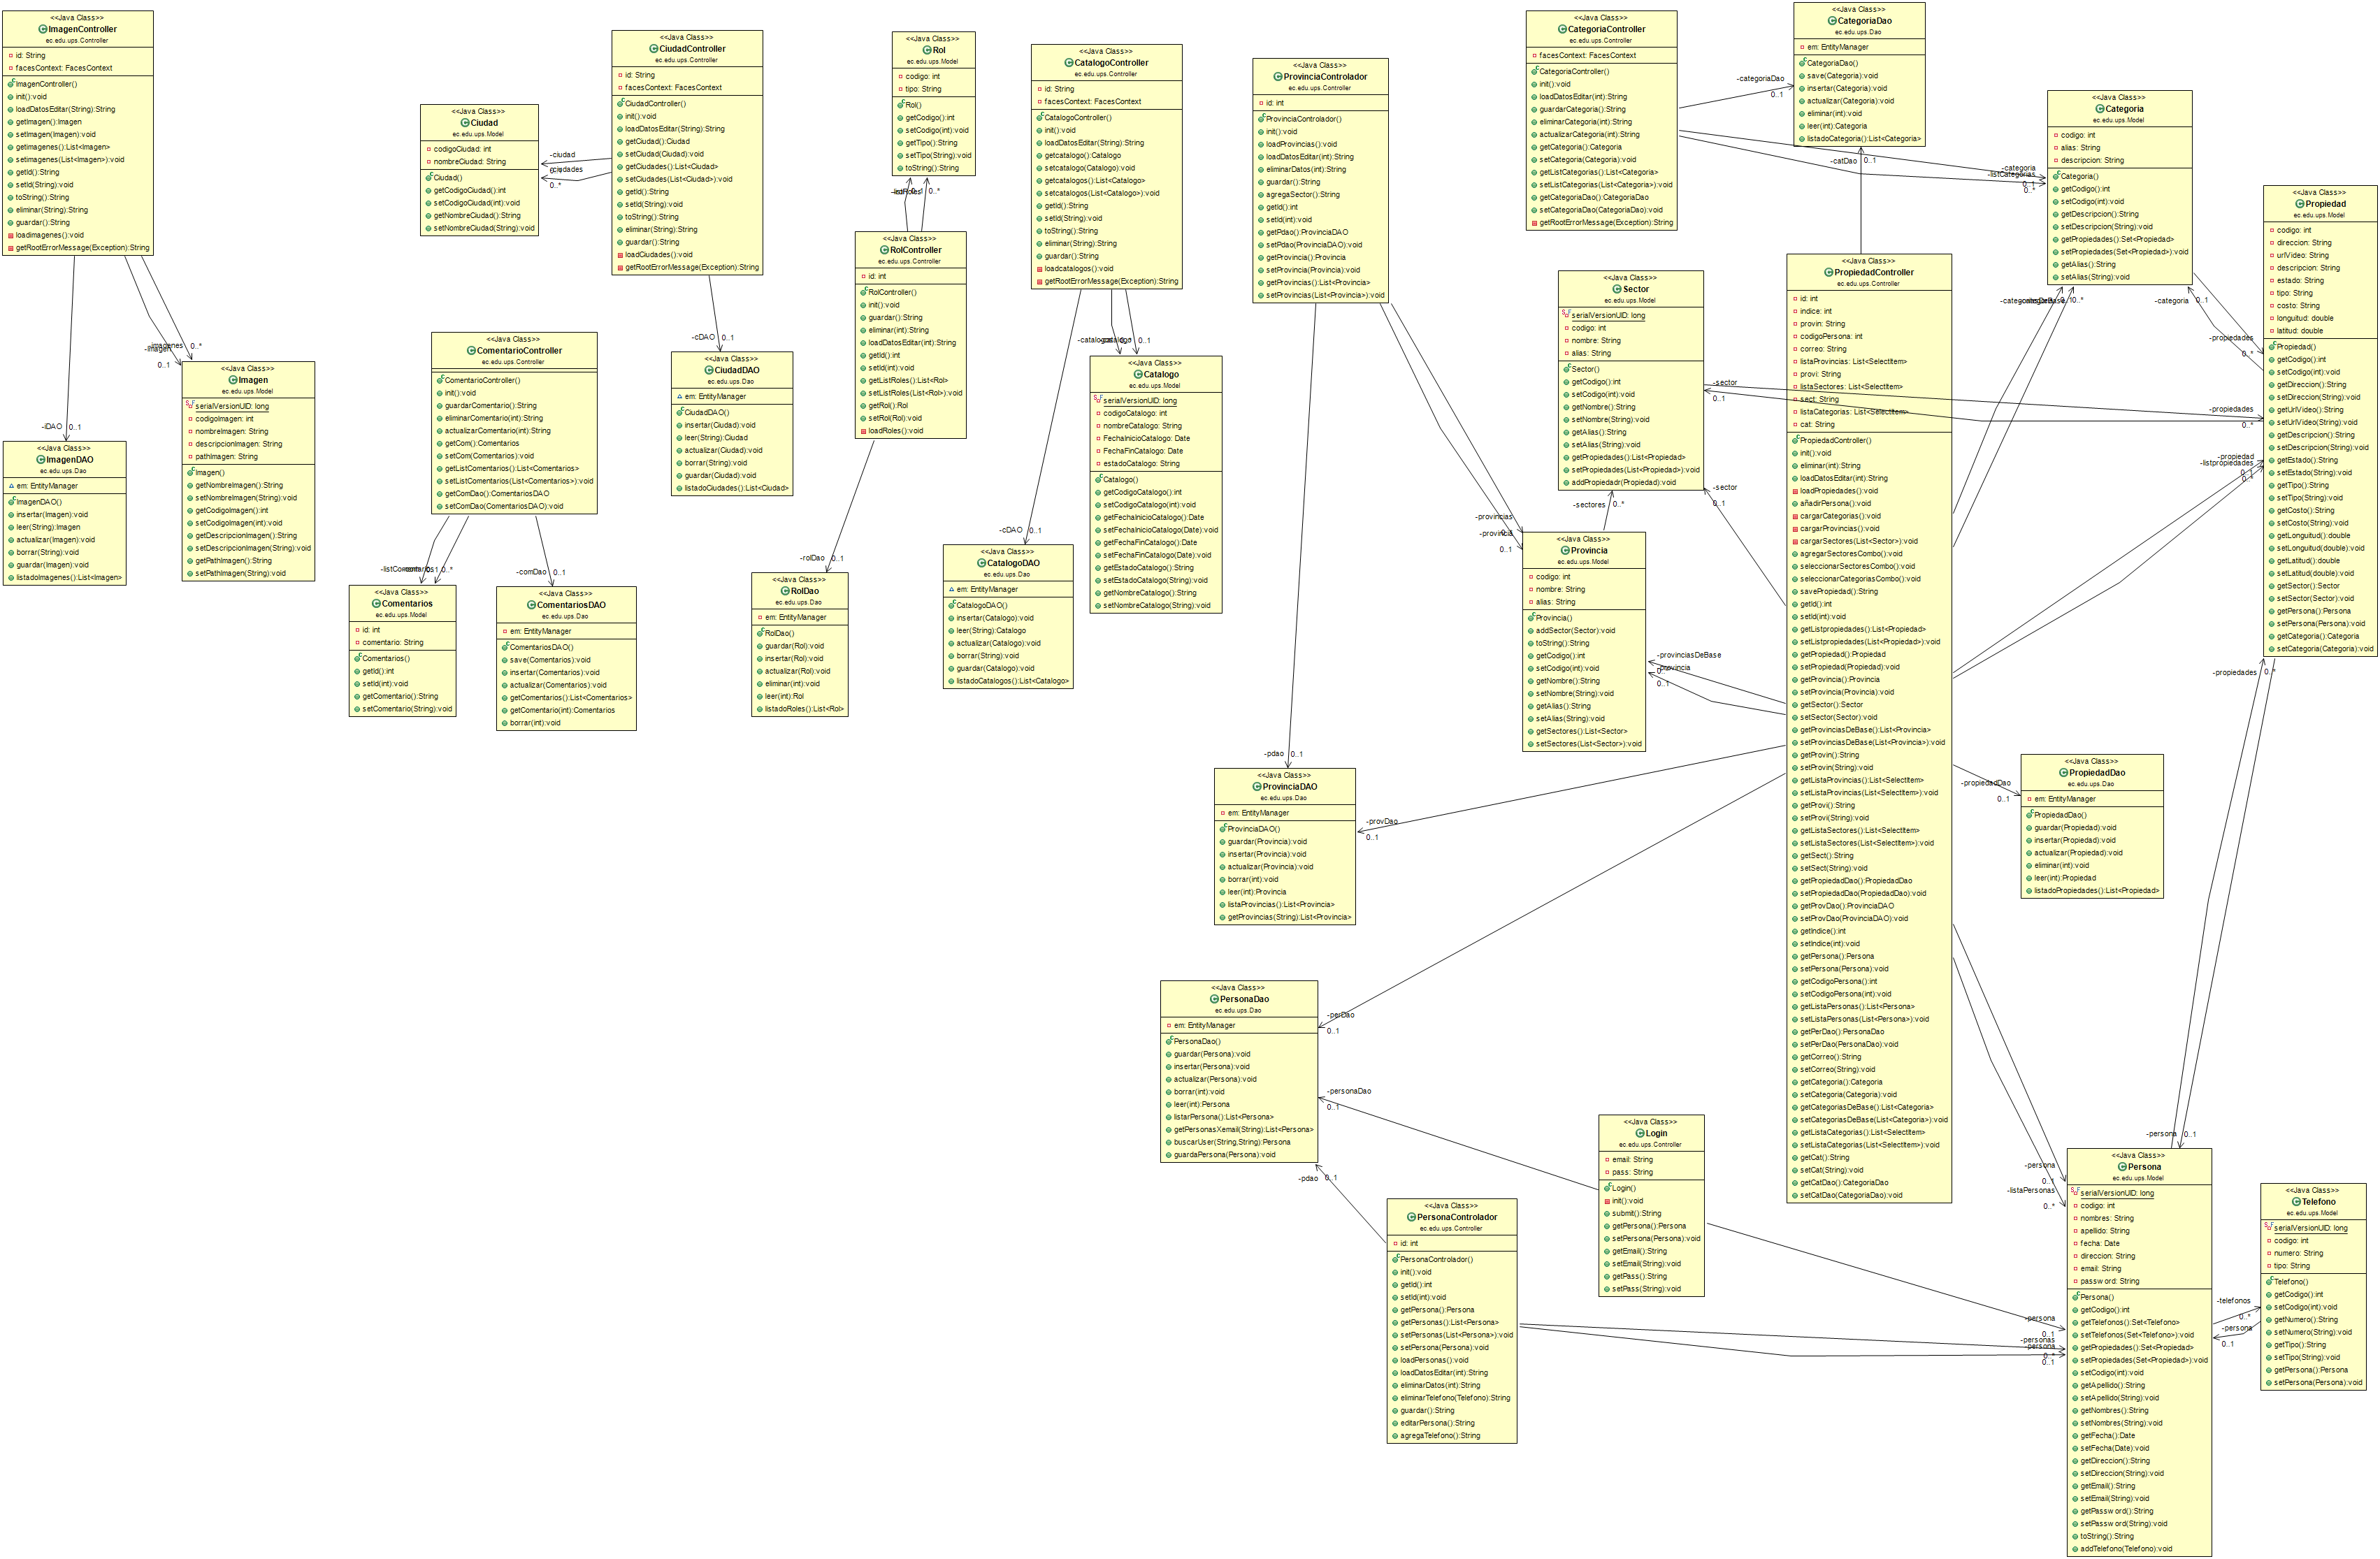 <<Java Class>>
ImagenController
ec.edu.ups.Controller
id: String
facesContext: FacesContext
ImagenController()
init():void
loadDatosEditar(String):String
getImagen():Imagen
setImagen(Imagen):void
getimagenes():List<Imagen>
setimagenes(List<Imagen>):void
getId():String
setId(String):void
toString():String
eliminar(String):String
guardar():String
loadimagenes():void
getRootErrorMessage(Exception):String
-iDAO 0..1
0..1
0..*
<<Java Class>>
ImagenDAO
ec.edu.ups.Dao
em: EntityManager
ImagenDAO()
insertar(Imagen):void
leer(String):Imagen
actualizar(Imagen):void
borrar(String):void
guardar(Imagen):void
listadoImagenes():List<Imagen>
<<Java Class>>
Imagen
ec.edu.ups.Model
serialVersionUID: long
codigoImagen: int
nombreImagen: String
descripcionImagen: String
pathImagen: String
Imagen()
getNombreImagen():String
setNombreImagen(String):void
getCodigoImagen():int
setCodigoImagen(int):void
getDescripcionImagen():String
setDescripcionImagen(String):void
getPathImagen():String
setPathImagen(String):void
<<Java Class>>
Ciudad
ec.edu.ups.Model
codigoCiudad: int
nombreCiudad: String
Ciudad()
getCodigoCiudad():int
setCodigoCiudad(int):void
getNombreCiudad():String
setNombreCiudad(String):void
-ciudad
0..*
<<Java Class>>
CiudadController
ec.edu.ups.Controller
id: String
facesContext: FacesContext
CiudadController()
init():void
loadDatosEditar(String):String
getCiudad():Ciudad
setCiudad(Ciudad):void
getCiudades():List<Ciudad>
setCiudades(List<Ciudad>):void
getId():String
setId(String):void
toString():String
eliminar(String):String
guardar():String
loadCiudades():void
getRootErrorMessage(Exception):String
-cDAO 0..1
<<Java Class>>
CiudadDAO
ec.edu.ups.Dao
em: EntityManager
CiudadDAO()
insertar(Ciudad):void
leer(String):Ciudad
actualizar(Ciudad):void
borrar(String):void
guardar(Ciudad):void
listadoCiudades():List<Ciudad>
<<Java Class>>
ComentarioController
ec.edu.ups.Controller
ComentarioController()
init():void
guardarComentario():String
eliminarComentario(int):String
actualizarComentario(int):String
getCom():Comentarios
setCom(Comentarios):void
getListComentarios():List<Comentarios>
setListComentarios(List<Comentarios>):void
getComDao():ComentariosDAO
setComDao(ComentariosDAO):void
0..*
-comDao 0..1
<<Java Class>>
Comentarios
ec.edu.ups.Model
id: int
comentario: String
Comentarios()
getId():int
setId(int):void
getComentario():String
setComentario(String):void
<<Java Class>>
ComentariosDAO
ec.edu.ups.Dao
em: EntityManager
ComentariosDAO()
save(Comentarios):void
insertar(Comentarios):void
actualizar(Comentarios):void
getComentarios():List<Comentarios>
getComentario(int):Comentarios
borrar(int):void
<<Java Class>>
Rol
ec.edu.ups.Model
codigo: int
tipo: String
Rol()
getCodigo():int
setCodigo(int):void
getTipo():String
setTipo(String):void
toString():String
0..*
<<Java Class>>
RolController
ec.edu.ups.Controller
id: int
RolController()
init():void
guardar():String
eliminar(int):String
loadDatosEditar(int):String
getId():int
setId(int):void
getListRoles():List<Rol>
setListRoles(List<Rol>):void
getRol():Rol
setRol(Rol):void
loadRoles():void
-rolDao 0..1
<<Java Class>>
RolDao
ec.edu.ups.Dao
em: EntityManager
RolDao()
guardar(Rol):void
insertar(Rol):void
actualizar(Rol):void
eliminar(int):void
leer(int):Rol
listadoRoles():List<Rol>
<<Java Class>>
CatalogoController
ec.edu.ups.Controller
id: String
facesContext: FacesContext
CatalogoController()
init():void
loadDatosEditar(String):String
getcatalogo():Catalogo
setcatalogo(Catalogo):void
getcatalogos():List<Catalogo>
setcatalogos(List<Catalogo>):void
getId():String
setId(String):void
toString():String
eliminar(String):String
guardar():String
loadcatalogos():void
getRootErrorMessage(Exception):String
0..1
-cDAO 0..1
<<Java Class>>
Catalogo
ec.edu.ups.Model
serialVersionUID: long
codigoCatalogo: int
nombreCatalogo: String
FechaInicioCatalogo: Date
FechaFinCatalogo: Date
estadoCatalogo: String
Catalogo()
getCodigoCatalogo():int
setCodigoCatalogo(int):void
getFechaInicioCatalogo():Date
setFechaInicioCatalogo(Date):void
getFechaFinCatalogo():Date
setFechaFinCatalogo(Date):void
getEstadoCatalogo():String
setEstadoCatalogo(String):void
getNombreCatalogo():String
setNombreCatalogo(String):void
<<Java Class>>
CatalogoDAO
ec.edu.ups.Dao
em: EntityManager
CatalogoDAO()
insertar(Catalogo):void
leer(String):Catalogo
actualizar(Catalogo):void
borrar(String):void
guardar(Catalogo):void
listadoCatalogos():List<Catalogo>
<<Java Class>>
ProvinciaControlador
ec.edu.ups.Controller
id: int
ProvinciaControlador()
init():void
loadProvincias():void
loadDatosEditar(int):String
eliminarDatos(int):String
guardar():String
agregaSector():String
getId():int
setId(int):void
getPdao():ProvinciaDAO
setPdao(ProvinciaDAO):void
getProvincia():Provincia
setProvincia(Provincia):void
getProvincias():List<Provincia>
setProvincias(List<Provincia>):void
-pdao 0..1
-provincias
-provincia 0..1
<<Java Class>>
ProvinciaDAO
ec.edu.ups.Dao
em: EntityManager
ProvinciaDAO()
guardar(Provincia):void
insertar(Provincia):void
actualizar(Provincia):void
borrar(int):void
leer(int):Provincia
listaProvincias():List<Provincia>
getProvincias(String):List<Provincia>
-provDao
0..1
<<Java Class>>
CategoriaController
ec.edu.ups.Controller
facesContext: FacesContext
CategoriaController()
init():void
loadDatosEditar(int):String
guardarCategoria():String
eliminarCategoria(int):String
actualizarCategoria(int):String
getCategoria():Categoria
setCategoria(Categoria):void
getListCategorias():List<Categoria>
setListCategorias(List<Categoria>):void
getCategoriaDao():CategoriaDao
setCategoriaDao(CategoriaDao):void
getRootErrorMessage(Exception):String
-categoriaDao
0..1
<<Java Class>>
CategoriaDao
ec.edu.ups.Dao
em: EntityManager
CategoriaDao()
save(Categoria):void
insertar(Categoria):void
actualizar(Categoria):void
eliminar(int):void
leer(int):Categoria
listadoCategoria():List<Categoria>
-catDao 0..1
-categoria
-listCategorias
0..1
0..*
<<Java Class>>
Categoria
ec.edu.ups.Model
codigo: int
alias: String
descripcion: String
Categoria()
getCodigo():int
setCodigo(int):void
getDescripcion():String
setDescripcion(String):void
getPropiedades():Set<Propiedad>
setPropiedades(Set<Propiedad>):void
getAlias():String
setAlias(String):void
0..*
-categoria 0..1
-propiedades
0..*
<<Java Class>>
Sector
ec.edu.ups.Model
serialVersionUID: long
codigo: int
nombre: String
alias: String
Sector()
getCodigo():int
setCodigo(int):void
getNombre():String
setNombre(String):void
getAlias():String
setAlias(String):void
getPropiedades():List<Propiedad>
setPropiedades(List<Propiedad>):void
addPropiedadr(Propiedad):void
-sector
0..1
-sector
0..1
-sectores 0..*
<<Java Class>>
Provincia
ec.edu.ups.Model
codigo: int
nombre: String
alias: String
Provincia()
addSector(Sector):void
toString():String
getCodigo():int
setCodigo(int):void
getNombre():String
setNombre(String):void
getAlias():String
setAlias(String):void
getSectores():List<Sector>
setSectores(List<Sector>):void
-provinciasDeBase
-provincia
0..1
<<Java Class>>
PropiedadController
ec.edu.ups.Controller
id: int
indice: int
provin: String
codigoPersona: int
correo: String
listaProvincias: List<SelectItem>
provi: String
listaSectores: List<SelectItem>
sect: String
listaCategorias: List<SelectItem>
cat: String
PropiedadController()
init():void
eliminar(int):String
loadDatosEditar(int):String
loadPropiedades():void
añadirPersona():void
cargarCategorias():void
cargarProvincias():void
cargarSectores(List<Sector>):void
agregarSectoresCombo():void
seleccionarSectoresCombo():void
seleccionarCategoriasCombo():void
savePropiedad():String
getId():int
setId(int):void
getListpropiedades():List<Propiedad>
setListpropiedades(List<Propiedad>):void
getPropiedad():Propiedad
setPropiedad(Propiedad):void
getProvincia():Provincia
setProvincia(Provincia):void
getSector():Sector
setSector(Sector):void
getProvinciasDeBase():List<Provincia>
setProvinciasDeBase(List<Provincia>):void
getProvin():String
setProvin(String):void
getListaProvincias():List<SelectItem>
setListaProvincias(List<SelectItem>):void
getProvi():String
setProvi(String):void
getListaSectores():List<SelectItem>
setListaSectores(List<SelectItem>):void
getSect():String
setSect(String):void
getPropiedadDao():PropiedadDao
setPropiedadDao(PropiedadDao):void
getProvDao():ProvinciaDAO
setProvDao(ProvinciaDAO):void
getIndice():int
setIndice(int):void
getPersona():Persona
setPersona(Persona):void
getCodigoPersona():int
setCodigoPersona(int):void
getListaPersonas():List<Persona>
setListaPersonas(List<Persona>):void
getPerDao():PersonaDao
setPerDao(PersonaDao):void
getCorreo():String
setCorreo(String):void
getCategoria():Categoria
setCategoria(Categoria):void
getCategoriasDeBase():List<Categoria>
setCategoriasDeBase(List<Categoria>):void
getListaCategorias():List<SelectItem>
setListaCategorias(List<SelectItem>):void
getCat():String
setCat(String):void
getCatDao():CategoriaDao
setCatDao(CategoriaDao):void
<<Java Class>>
Propiedad
ec.edu.ups.Model
codigo: int
direccion: String
urlVideo: String
descripcion: String
estado: String
tipo: String
costo: String
longuitud: double
latitud: double
Propiedad()
getCodigo():int
setCodigo(int):void
getDireccion():String
setDireccion(String):void
getUrlVideo():String
setUrlVideo(String):void
getDescripcion():String
setDescripcion(String):void
getEstado():String
setEstado(String):void
getTipo():String
setTipo(String):void
getCosto():String
setCosto(String):void
getLonguitud():double
setLonguitud(double):void
getLatitud():double
setLatitud(double):void
getSector():Sector
setSector(Sector):void
getPersona():Persona
setPersona(Persona):void
getCategoria():Categoria
setCategoria(Categoria):void
-propiedades
0..*
-propiedad
-listpropiedades
-propiedades 0..*
-propiedadDao
0..1
<<Java Class>>
PropiedadDao
ec.edu.ups.Dao
em: EntityManager
PropiedadDao()
guardar(Propiedad):void
insertar(Propiedad):void
actualizar(Propiedad):void
eliminar(int):void
leer(int):Propiedad
listadoPropiedades():List<Propiedad>
<<Java Class>>
PersonaDao
ec.edu.ups.Dao
em: EntityManager
PersonaDao()
guardar(Persona):void
insertar(Persona):void
actualizar(Persona):void
borrar(int):void
leer(int):Persona
listarPersona():List<Persona>
getPersonasXemail(String):List<Persona>
buscarUser(String,String):Persona
guardaPersona(Persona):void
-perDao
0..1
-personaDao
0..1
-pdao 0..1
<<Java Class>>
PersonaControlador
ec.edu.ups.Controller
id: int
PersonaControlador()
init():void
getId():int
setId(int):void
getPersona():Persona
getPersonas():List<Persona>
setPersonas(List<Persona>):void
setPersona(Persona):void
loadPersonas():void
loadDatosEditar(int):String
eliminarDatos(int):String
eliminarTelefono(Telefono):String
guardar():String
editarPersona():String
agregaTelefono():String
<<Java Class>>
Login
ec.edu.ups.Controller
email: String
pass: String
Login()
init():void
submit():String
getPersona():Persona
setPersona(Persona):void
getEmail():String
setEmail(String):void
getPass():String
setPass(String):void
-persona 0..1
-persona
0..1
-listaPersonas
0..*
-persona
0..1
-personas
-persona
0..*
0..1
<<Java Class>>
Persona
ec.edu.ups.Model
serialVersionUID: long
codigo: int
nombres: String
apellido: String
fecha: Date
direccion: String
email: String
password: String
Persona()
getCodigo():int
getTelefonos():Set<Telefono>
setTelefonos(Set<Telefono>):void
getPropiedades():Set<Propiedad>
setPropiedades(Set<Propiedad>):void
setCodigo(int):void
getApellido():String
setApellido(String):void
getNombres():String
setNombres(String):void
getFecha():Date
setFecha(Date):void
getDireccion():String
setDireccion(String):void
getEmail():String
setEmail(String):void
getPassword():String
setPassword(String):void
toString():String
addTelefono(Telefono):void
-telefonos
0..*
-persona
0..1
<<Java Class>>
Telefono
ec.edu.ups.Model
serialVersionUID: long
codigo: int
numero: String
tipo: String
Telefono()
getCodigo():int
setCodigo(int):void
getNumero():String
setNumero(String):void
getTipo():String
setTipo(String):void
getPersona():Persona
setPersona(Persona):void